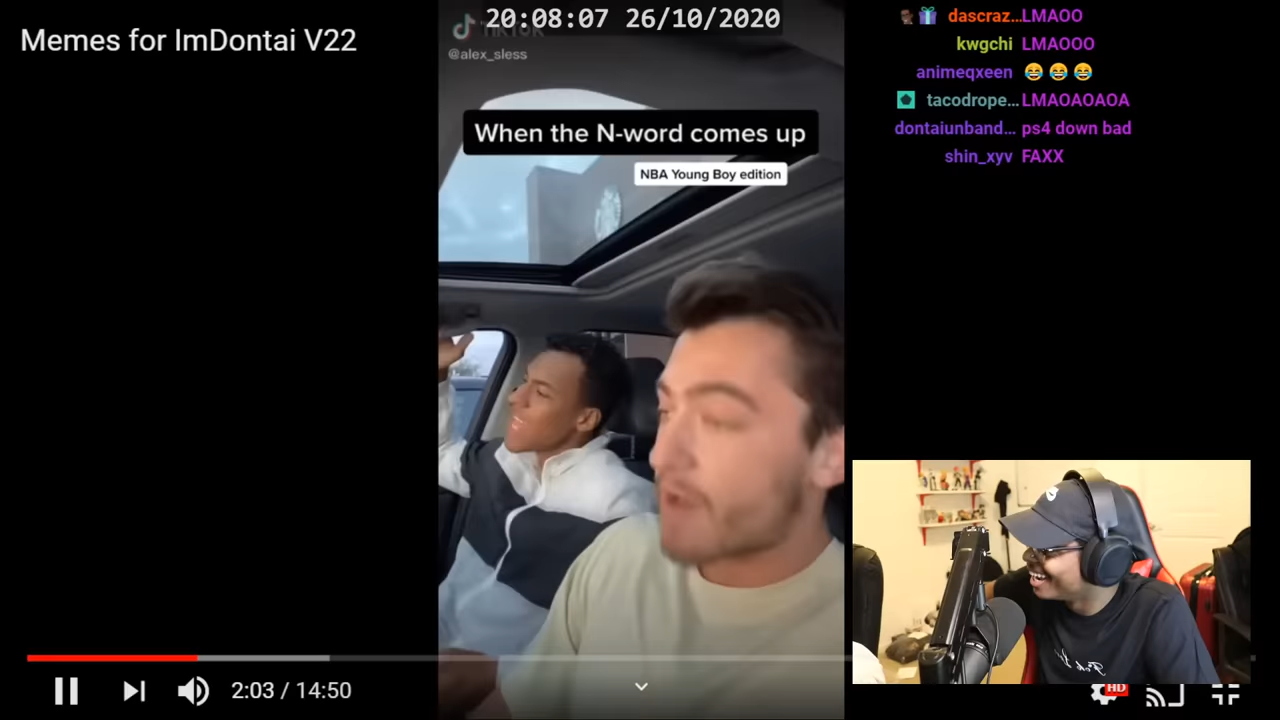 Memes for ImDontai V22
20:08:07 26/10/2020
TikTok
@alex_sless
When the N-word comes up
NBA Young Boy edition
dascraz… LMAOO
kwgchi LMAOOO
animeqxeen 😂 😂 😂
tacodrope… LMAOAOAOA
dontaiunband… ps4 down bad
shin_xyv FAXX
2:03 / 14:50
HD